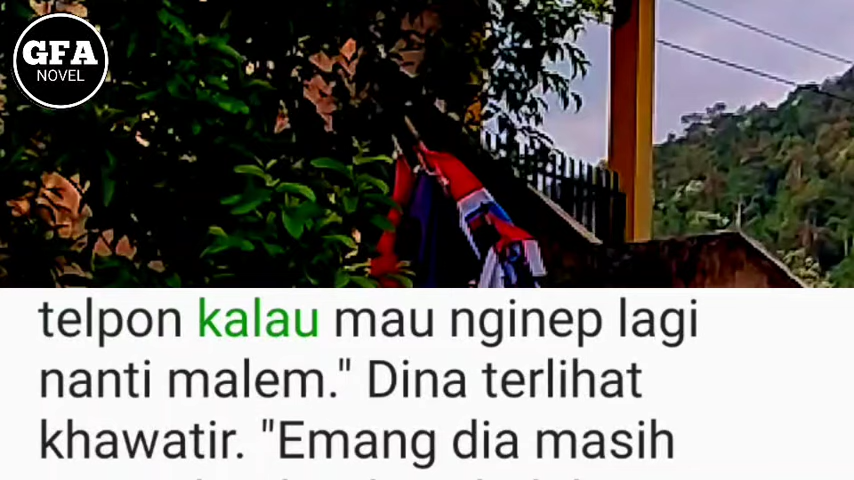 GFA
NOVEL
telpon kalau mau nginep lagi
nanti malem." Dina terlihat
khawatir. "Emang dia masih